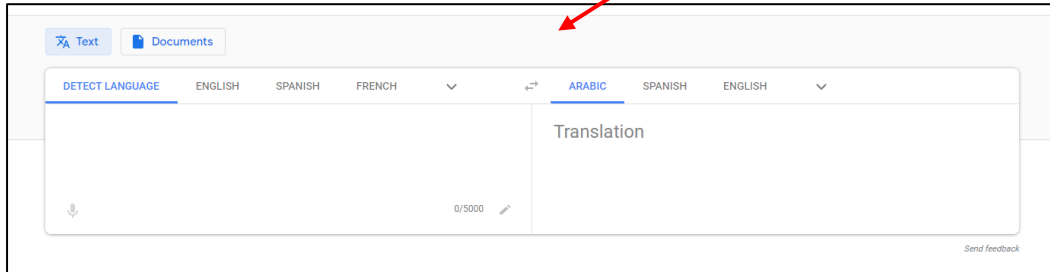 Text Documents
DETECT LANGUAGE ENGLISH SPANISH FRENCH ARABIC SPANISH ENGLISH
Translation
0/5000
Send feedback